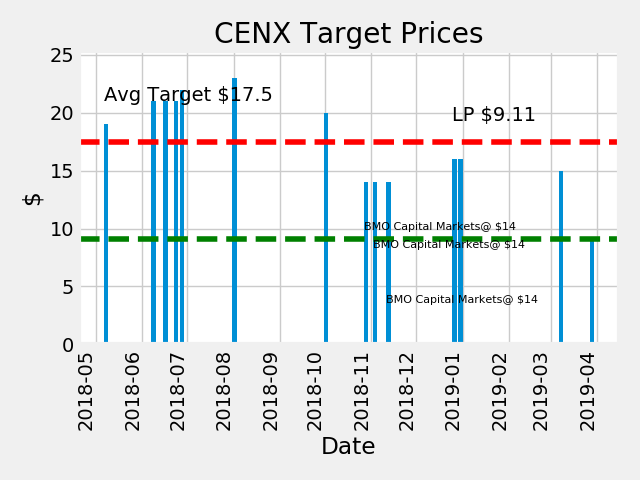 CENX Target Prices
25
20
15
10
5
0
$
Avg Target $17.5
LP $9.11
BMO Capital Markets@ $14
BMO Capital Markets@ $14
BMO Capital Markets@ $14
2018-05
2018-06
2018-07
2018-08
2018-09
2018-10
2018-11
2018-12
2019-01
2019-02
2019-03
2019-04
Date